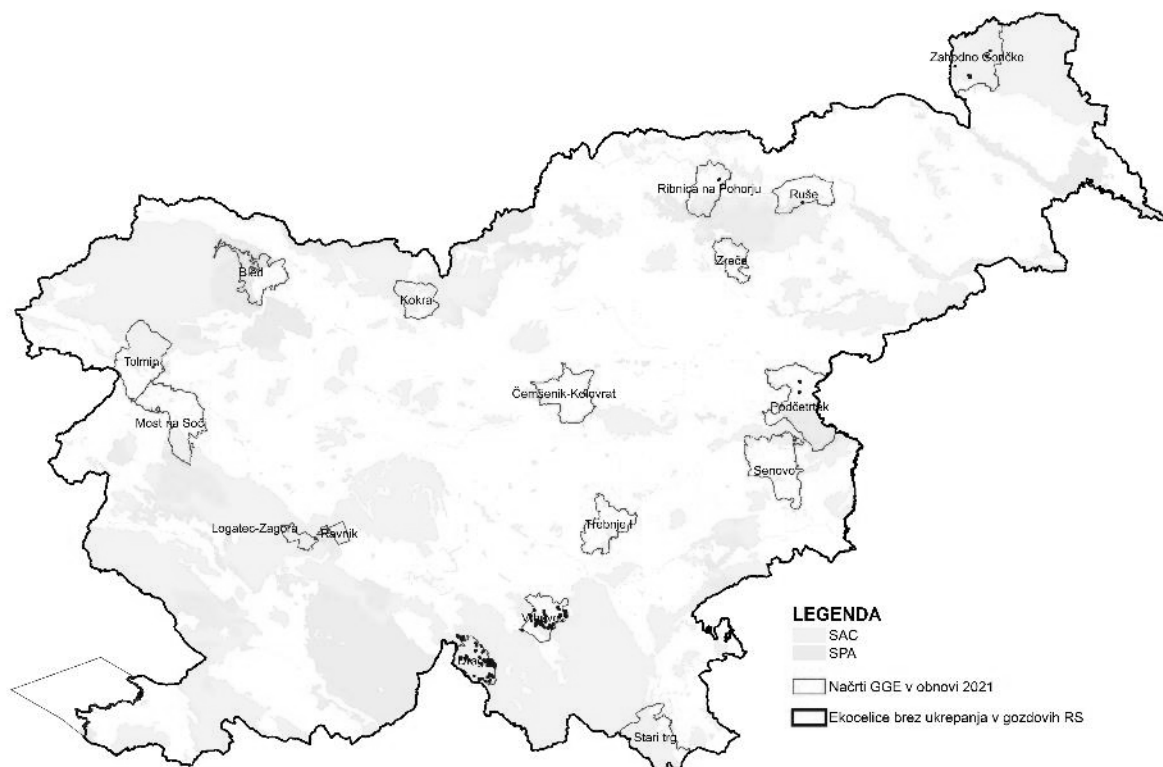 Zahodno Goričko
Ribnica na Pohorju
Ruše
Bled
Zreče
Kokra
Tolmin
Čemšenik-Kolovrat
Podčetrtek
Most na Soči
Senovo
Logatec-Zagora
Ravnik
Trebnje I
LEGENDA
SAC
SPA
Načrti GGE v obnovi 2021
Ekocelice brez ukrepanja v gozdovih RS
Stari trg